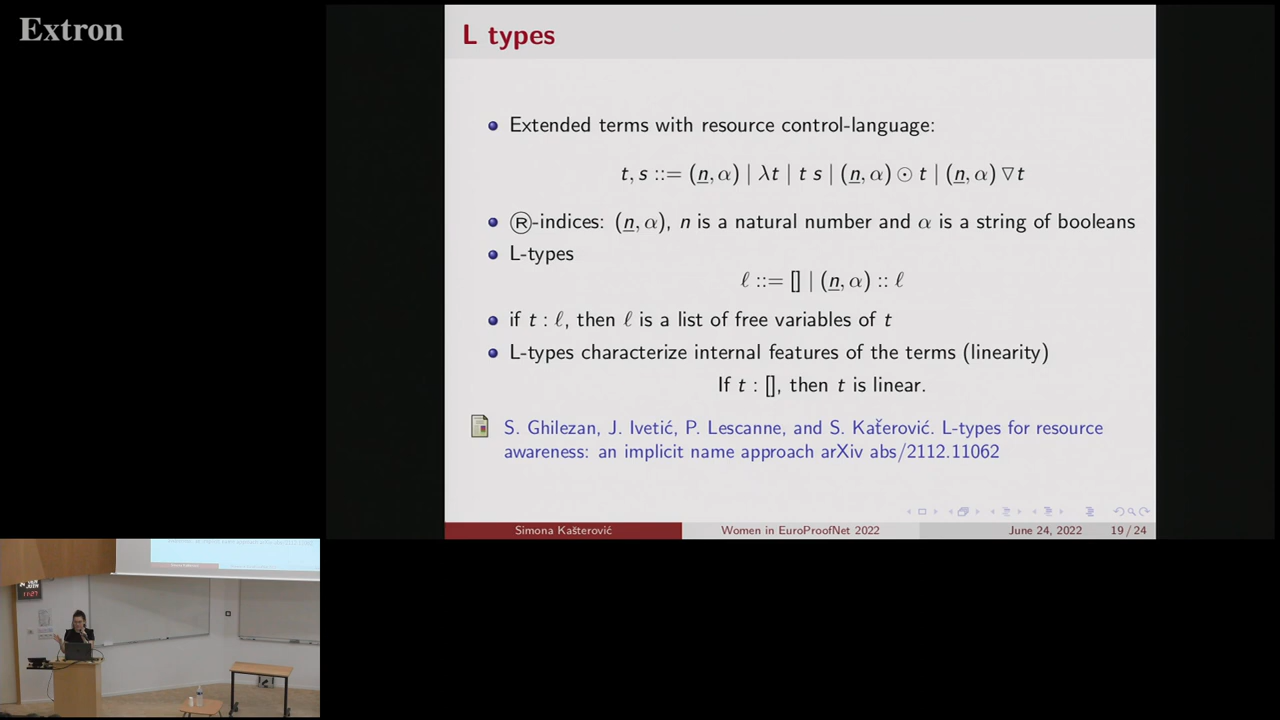 Extron
L types
Extended terms with resource control-language:
t, s ::= (n, α) | λt | t s | (n, α) ⊙ t | (n, α) ▽ t
Ⓡ-indices: (n, α), n is a natural number and α is a string of booleans
L-types
ℓ ::= [] | (n, α) :: ℓ
if t : ℓ, then ℓ is a list of free variables of t
L-types characterize internal features of the terms (linearity)
If t : [], then t is linear.
S. Ghilezan, J. Ivetić, P. Lescanne, and S. Kašterović. L-types for resource
awareness: an implicit name approach arXiv abs/2112.11062
Simona Kašterović Women in EuroProofNet 2022 June 24, 2022 19 / 24
11:27